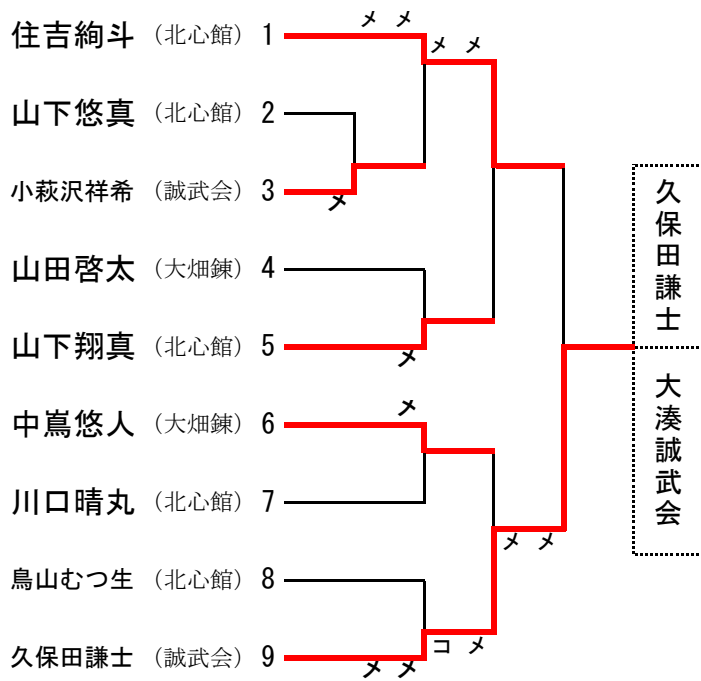 メ メ
住吉絢斗 (北心館) 1
メ メ
山下悠真 (北心館) 2
小萩沢祥希 (誠武会) 3
メ
山田啓太 (大畑錬) 4
山下翔真 (北心館) 5
メ
メ
中嶌悠人 (大畑錬) 6
川口晴丸 (北心館) 7
メ メ
鳥山むつ生 (北心館) 8
コ メ
久保田謙士 (誠武会) 9
メ メ
久保田謙士
大湊誠武会